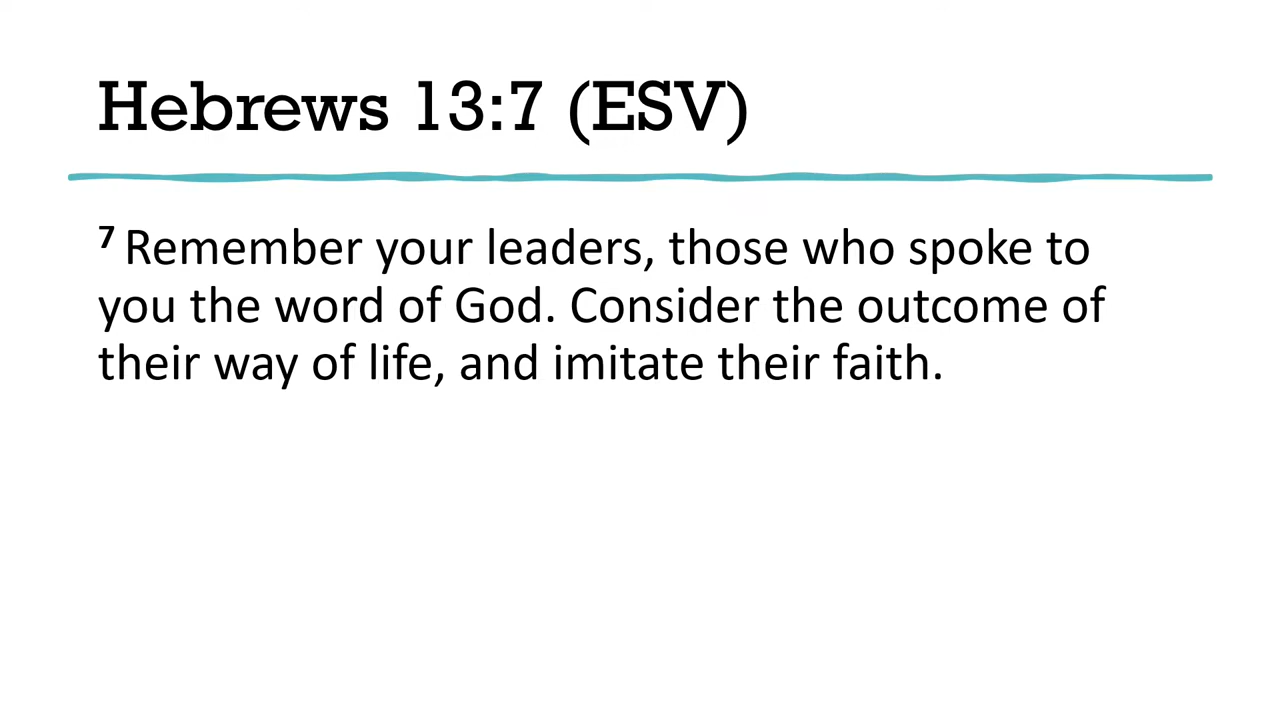 Hebrews 13:7 (ESV)
⁷ Remember your leaders, those who spoke to
you the word of God. Consider the outcome of
their way of life, and imitate their faith.